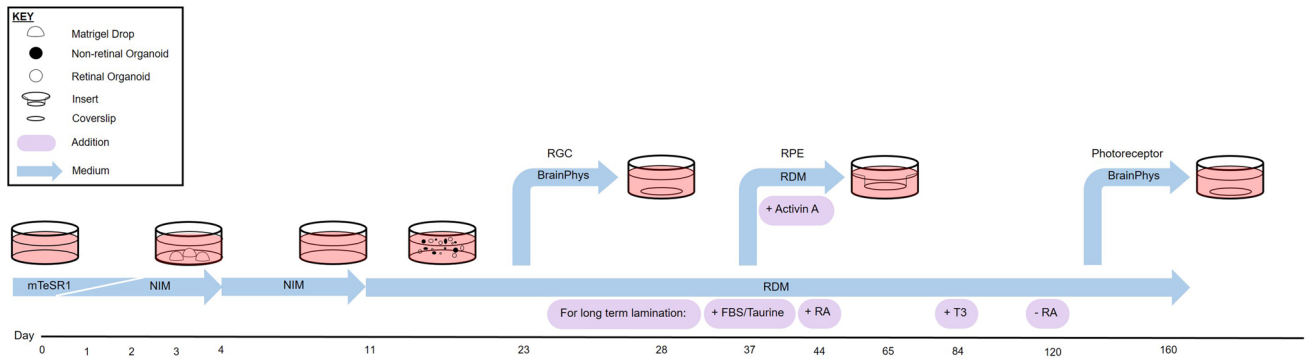 KEY
Matrigel Drop
Non-retinal Organoid
Retinal Organoid
Insert
Coverslip
Addition
Medium
RGC
BrainPhys
RPE
RDM
+ Activin A
Photoreceptor
BrainPhys
mTeSR1
NIM
NIM
RDM
For long term lamination:
+ FBS/Taurine
+ RA
+ T3
- RA
Day
0 1 2 3 4 11 23 28 37 44 65 84 120 160